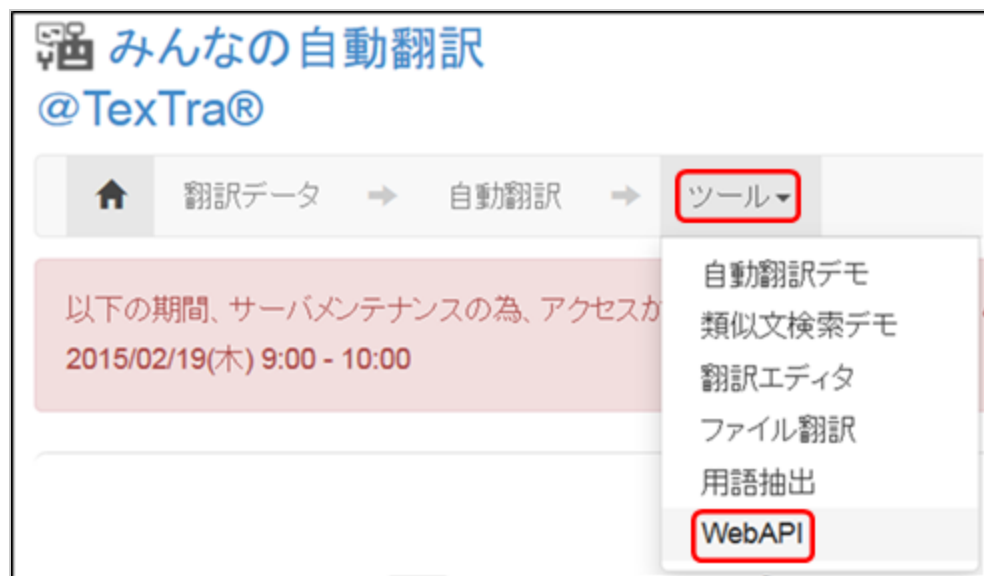 みんなの自動翻訳
@TexTra®
翻訳データ ➡ 自動翻訳 ➡ ツール
自動翻訳デモ
類似文検索デモ
翻訳エディタ
ファイル翻訳
用語抽出
WebAPI
以下の期間、サーバメンテナンスの為、アクセスが
2015/02/19(木) 9:00 - 10:00